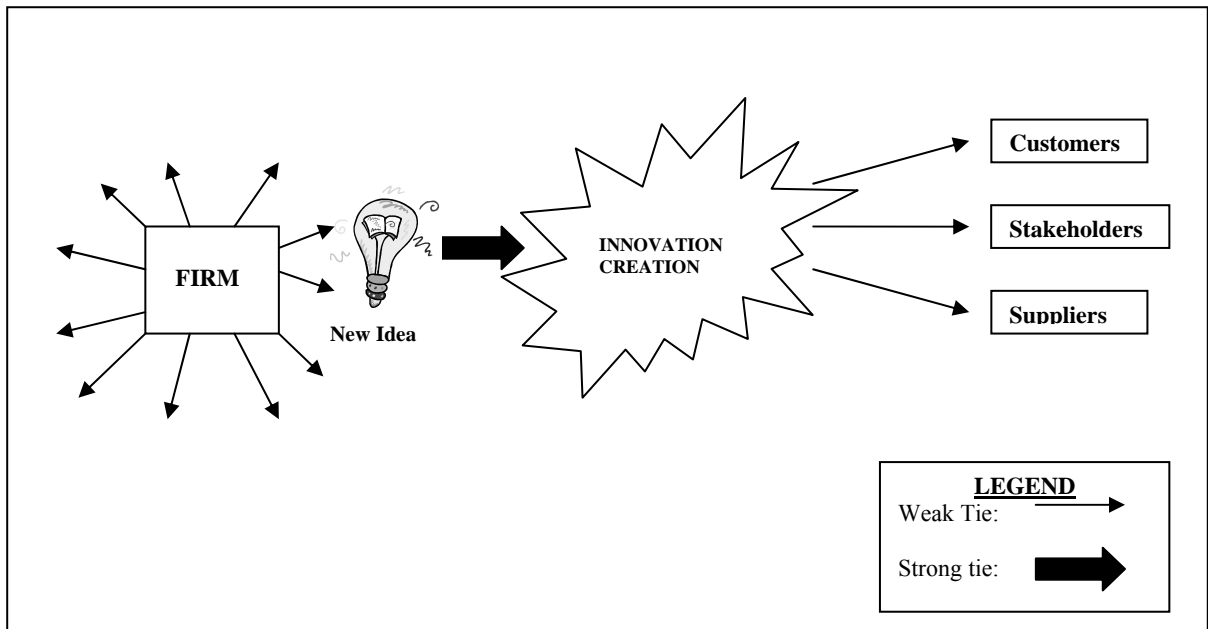 FIRM
New Idea
INNOVATION
CREATION
Customers
Stakeholders
Suppliers
LEGEND
Weak Tie:
Strong tie: